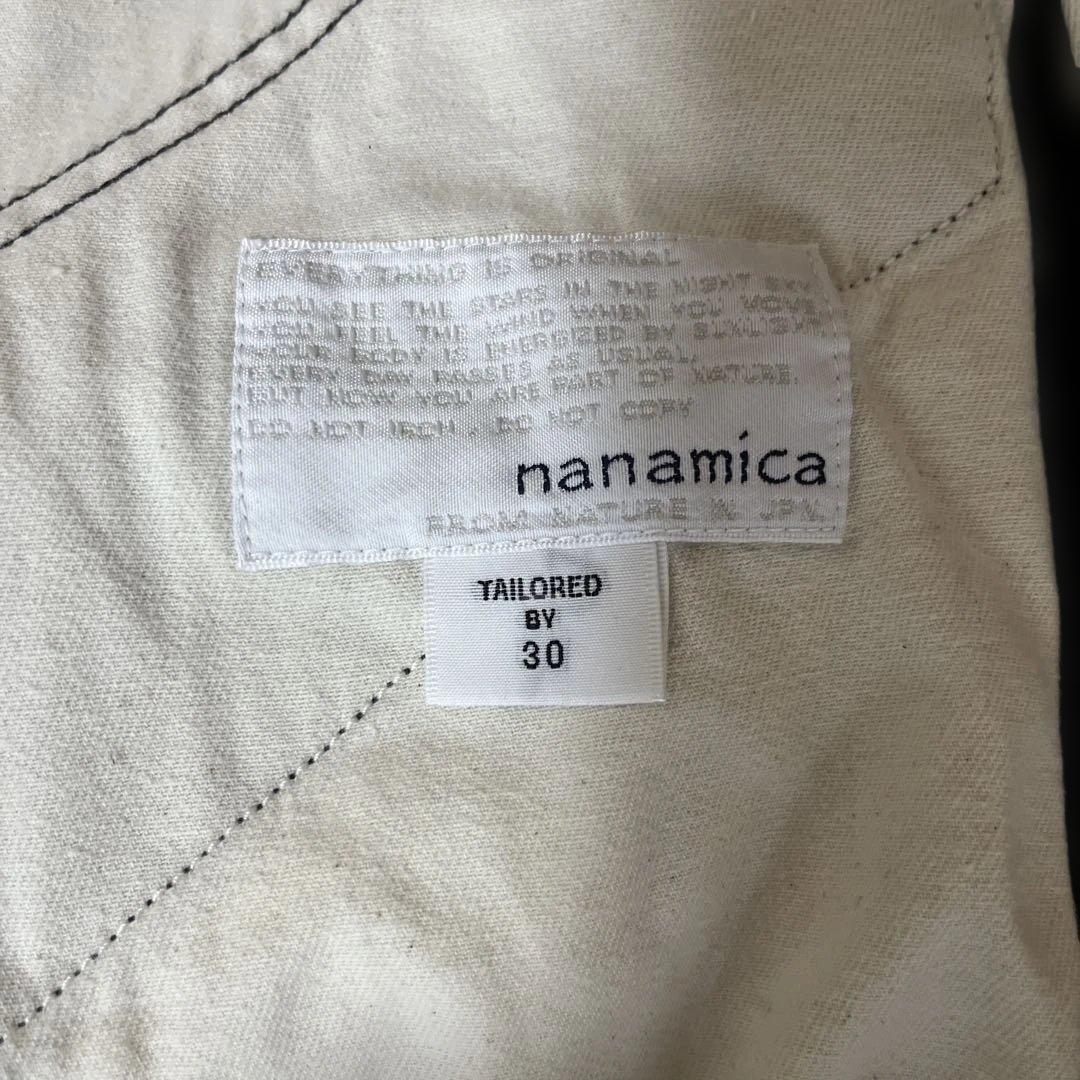 EVERYTHING IS ORIGINAL
YOU SEE THE STARS IN THE NIGHT SKY.
YOU FEEL THE WIND WHEN YOU MOVE.
YOUR BODY IS ENERGIZED BY SUNLIGHT.
EVERY DAY PASSES AS USUAL,
BUT NOW YOU ARE PART OF NATURE.
DO NOT IRON. DO NOT COPY
nanamíca
FROM NATURE IN JPN.
TAILORED
BY
30